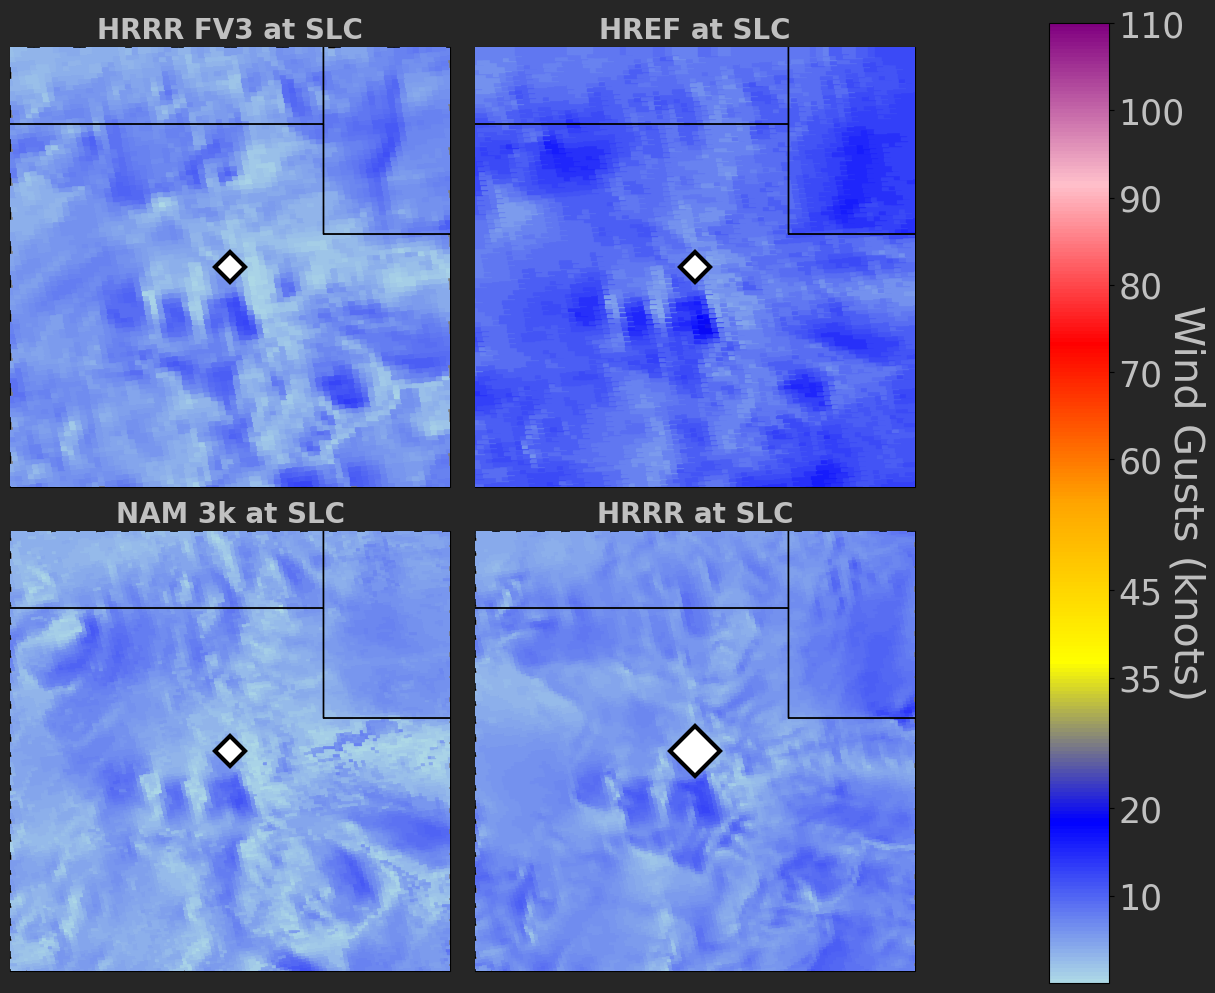 HRRR FV3 at SLC
HREF at SLC
NAM 3k at SLC
HRRR at SLC
110
100
90
80
70
60
45
35
20
10
Wind Gusts (knots)